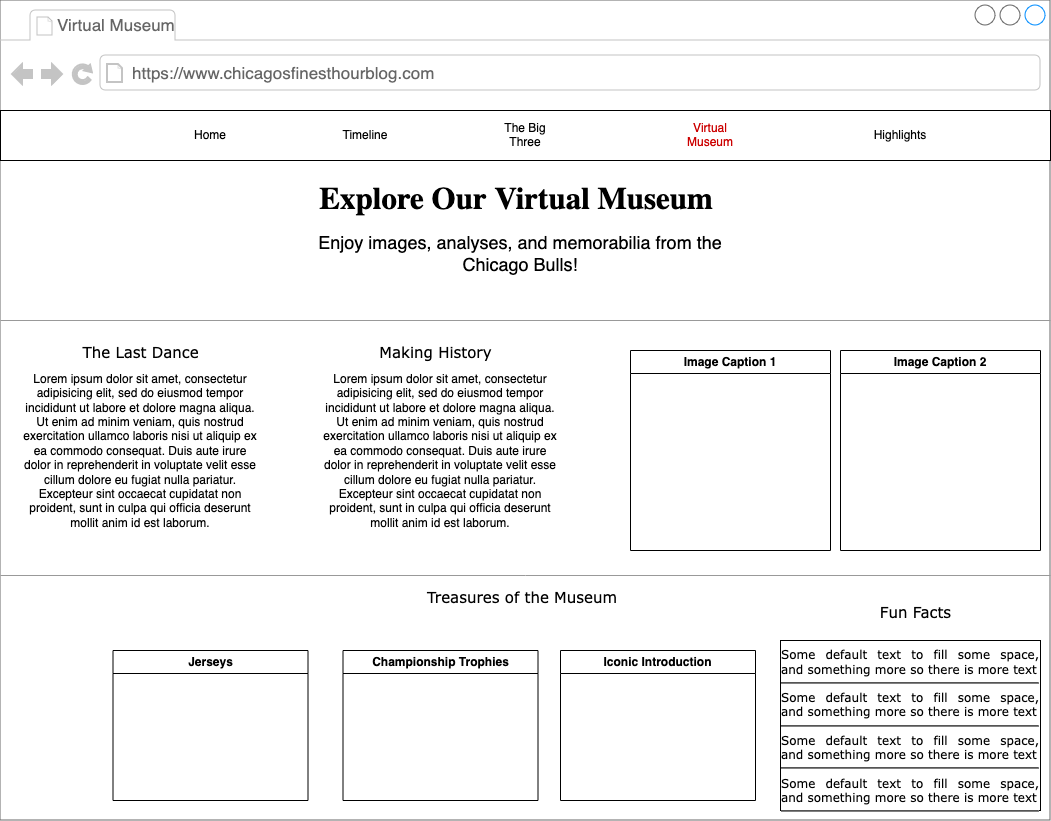 Virtual Museum
https://www.chicagosfinesthourblog.com
Home
Timeline
The Big
Three
Virtual
Museum
Highlights
Explore Our Virtual Museum
Enjoy images, analyses, and memorabilia from the
Chicago Bulls!
The Last Dance
Lorem ipsum dolor sit amet, consectetur
adipisicing elit, sed do eiusmod tempor
incididunt ut labore et dolore magna aliqua.
Ut enim ad minim veniam, quis nostrud
exercitation ullamco laboris nisi ut aliquip ex
ea commodo consequat. Duis aute irure
dolor in reprehenderit in voluptate velit esse
cillum dolore eu fugiat nulla pariatur.
Excepteur sint occaecat cupidatat non
proident, sunt in culpa qui officia deserunt
mollit anim id est laborum.
Making History
Lorem ipsum dolor sit amet, consectetur
adipisicing elit, sed do eiusmod tempor
incididunt ut labore et dolore magna aliqua.
Ut enim ad minim veniam, quis nostrud
exercitation ullamco laboris nisi ut aliquip ex
ea commodo consequat. Duis aute irure
dolor in reprehenderit in voluptate velit esse
cillum dolore eu fugiat nulla pariatur.
Excepteur sint occaecat cupidatat non
proident, sunt in culpa qui officia deserunt
mollit anim id est laborum.
Image Caption 1
Image Caption 2
Treasures of the Museum
Jerseys
Championship Trophies
Iconic Introduction
Fun Facts
Some default text to fill some space,
and something more so there is more text
Some default text to fill some space,
and something more so there is more text
Some default text to fill some space,
and something more so there is more text
Some default text to fill some space,
and something more so there is more text